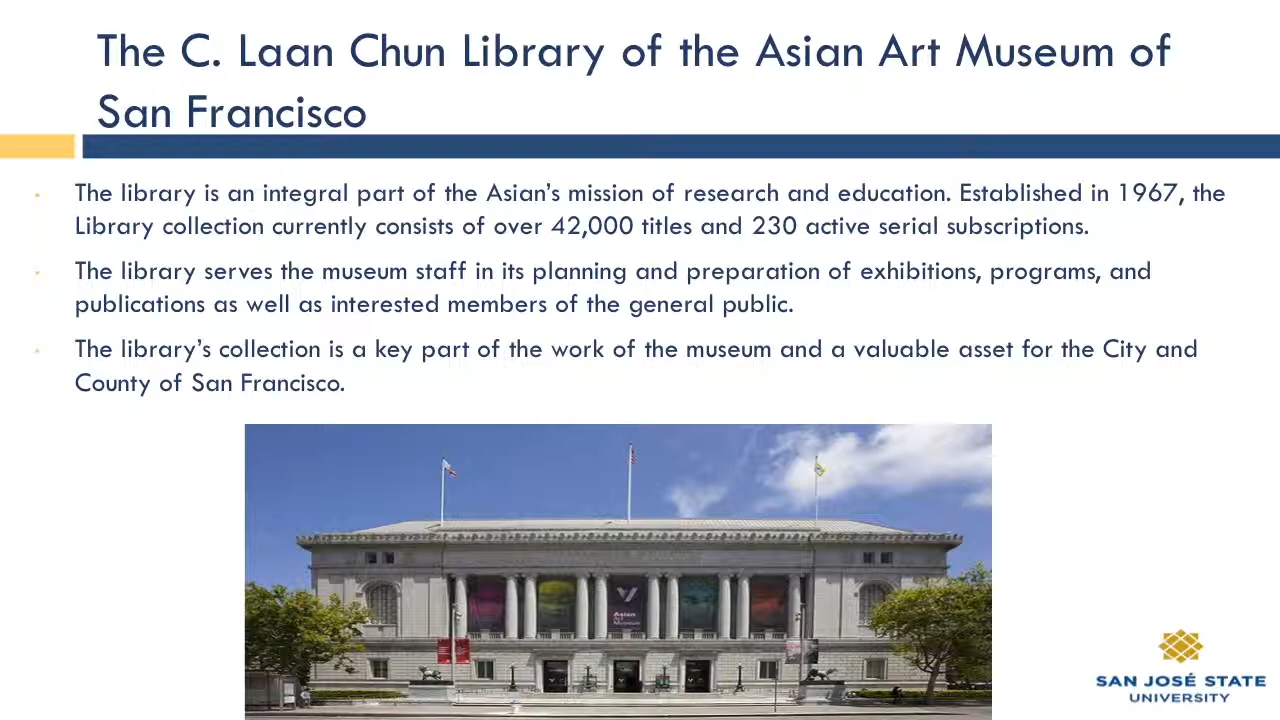 The C. Laan Chun Library of the Asian Art Museum of
San Francisco
The library is an integral part of the Asian’s mission of research and education. Established in 1967, the
Library collection currently consists of over 42,000 titles and 230 active serial subscriptions.
The library serves the museum staff in its planning and preparation of exhibitions, programs, and
publications as well as interested members of the general public.
The library’s collection is a key part of the work of the museum and a valuable asset for the City and
County of San Francisco.
Asian
Art
Museum
SAN JOSÉ STATE
UNIVERSITY